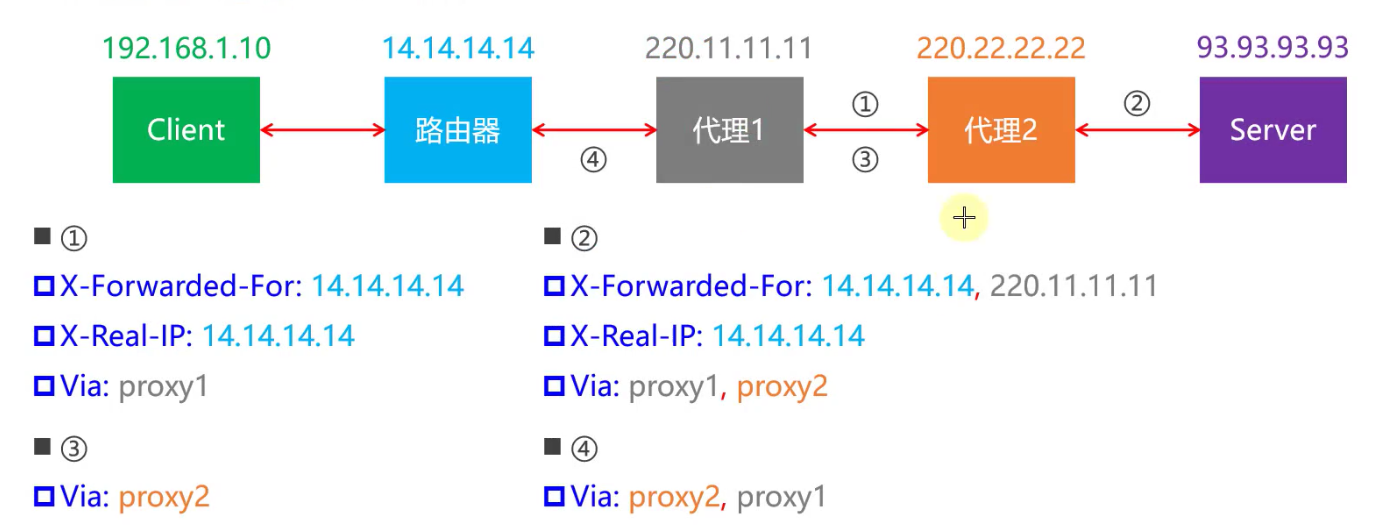 192.168.1.10 14.14.14.14 220.11.11.11 220.22.22.22 93.93.93.93
Client 路由器 代理1 代理2 Server
① ②
④ ③
①
X-Forwarded-For: 14.14.14.14
X-Real-IP: 14.14.14.14
Via: proxy1
②
X-Forwarded-For: 14.14.14.14, 220.11.11.11
X-Real-IP: 14.14.14.14
Via: proxy1, proxy2
③
Via: proxy2
④
Via: proxy2, proxy1